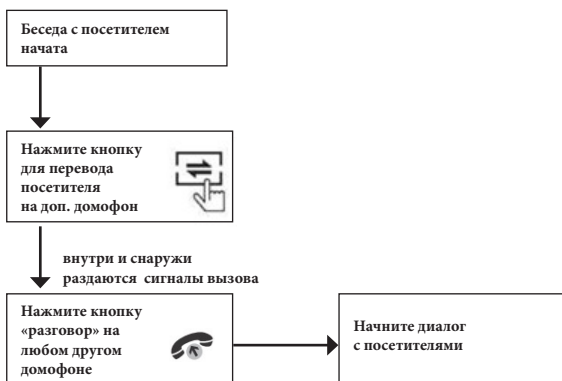 Беседа с посетителем
начата
Нажмите кнопку
для перевода
посетителя
на доп. домофон
внутри и снаружи
раздаются сигналы вызова
Нажмите кнопку
«разговор» на
любом другом
домофоне
Начните диалог
с посетителями